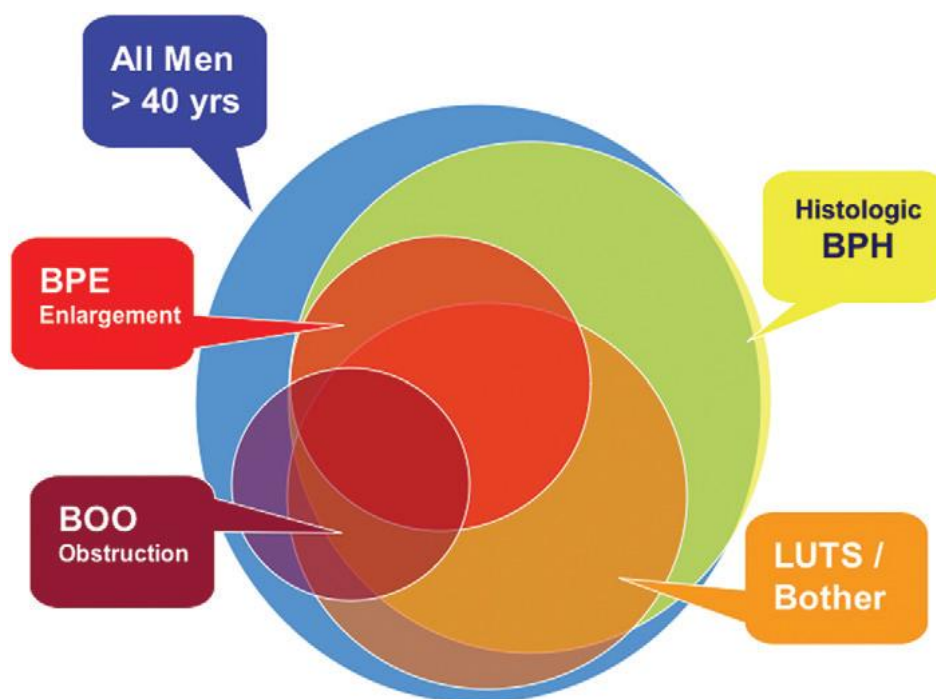 All Men
> 40 yrs
Histologic
BPH
BPE
Enlargement
BOO
Obstruction
LUTS /
Bother